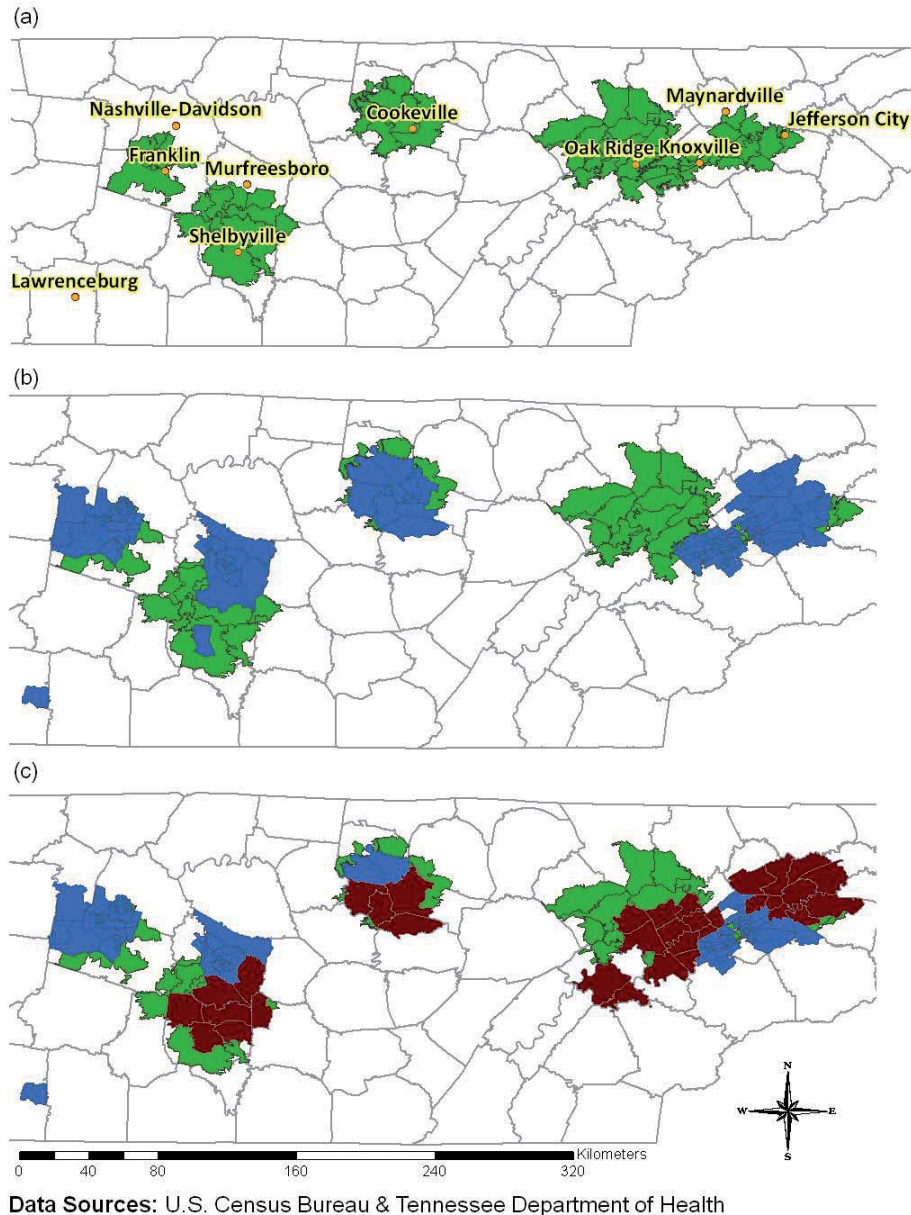 (a)
Nashville-Davidson
Cookeville
Maynardville
Jefferson City
Franklin
Murfreesboro
Oak Ridge
Knoxville
Shelbyville
Lawrenceburg
(b)
(c)
N
W
E
S
Kilometers
0 40 80 160 240 320
Data Sources: U.S. Census Bureau & Tennessee Department of Health